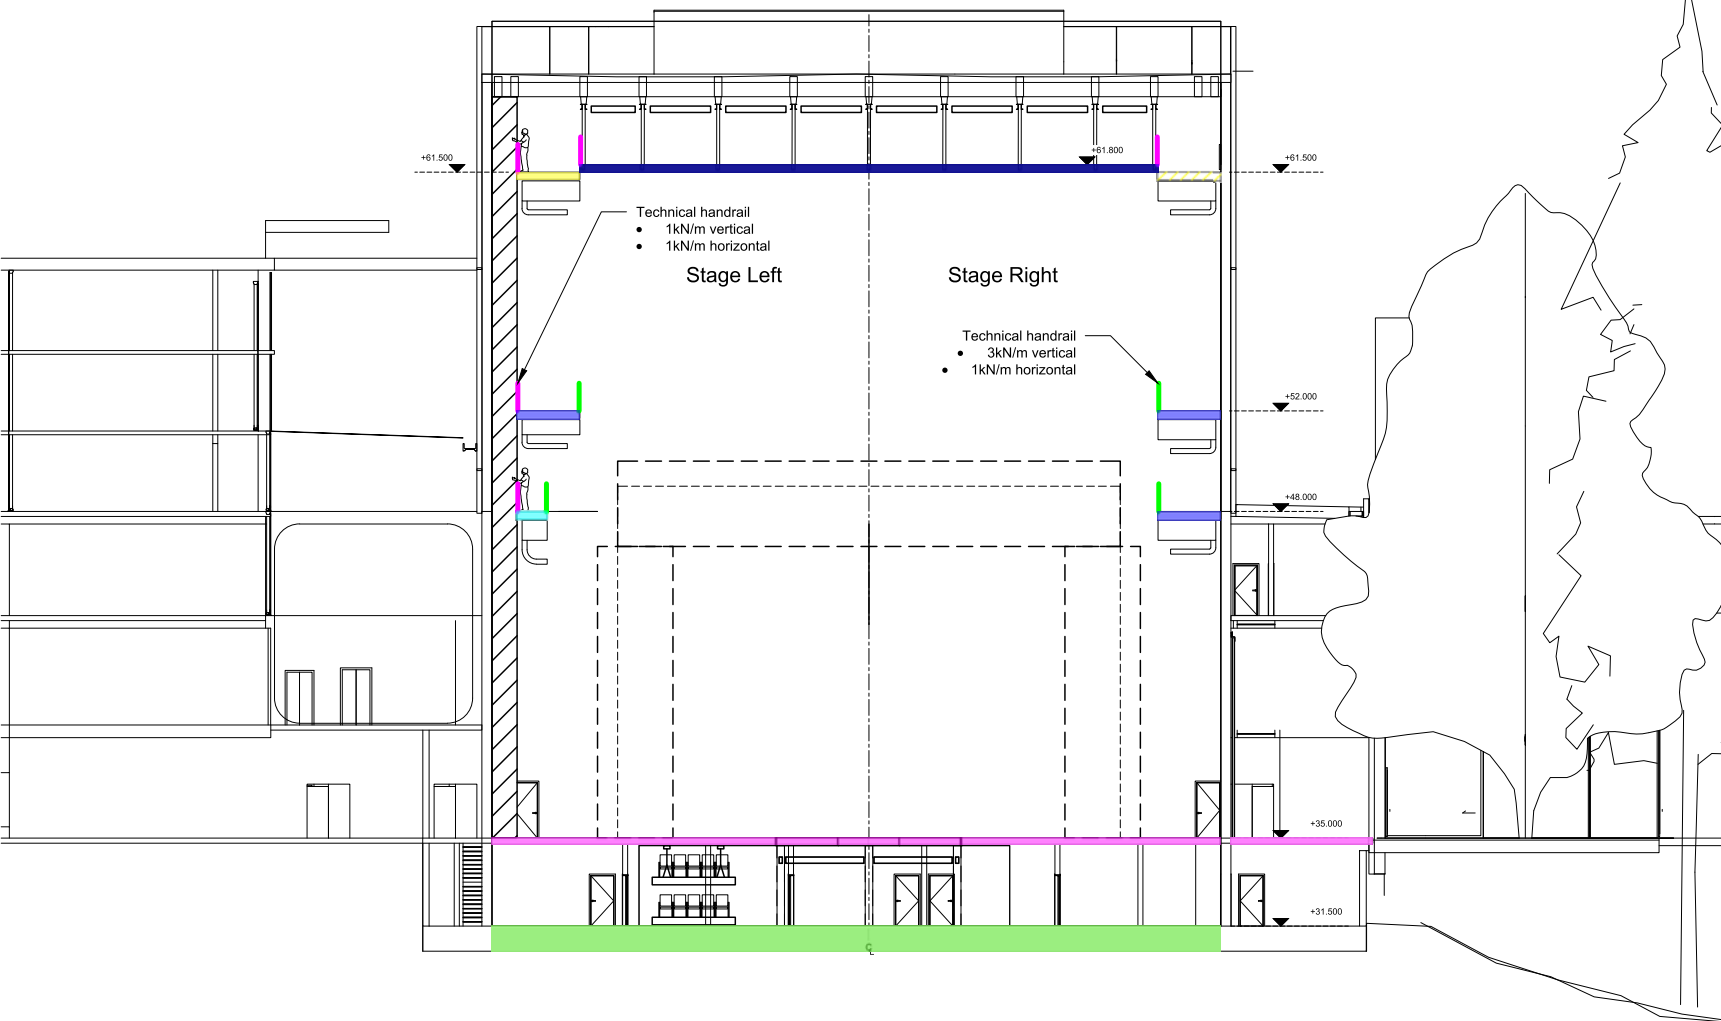 +61.500
+61.800
+61.500
Technical handrail
• 1kN/m vertical
• 1kN/m horizontal
Stage Left
Stage Right
Technical handrail
• 3kN/m vertical
• 1kN/m horizontal
+52.000
+48.000
+35.000
+31.500
℄